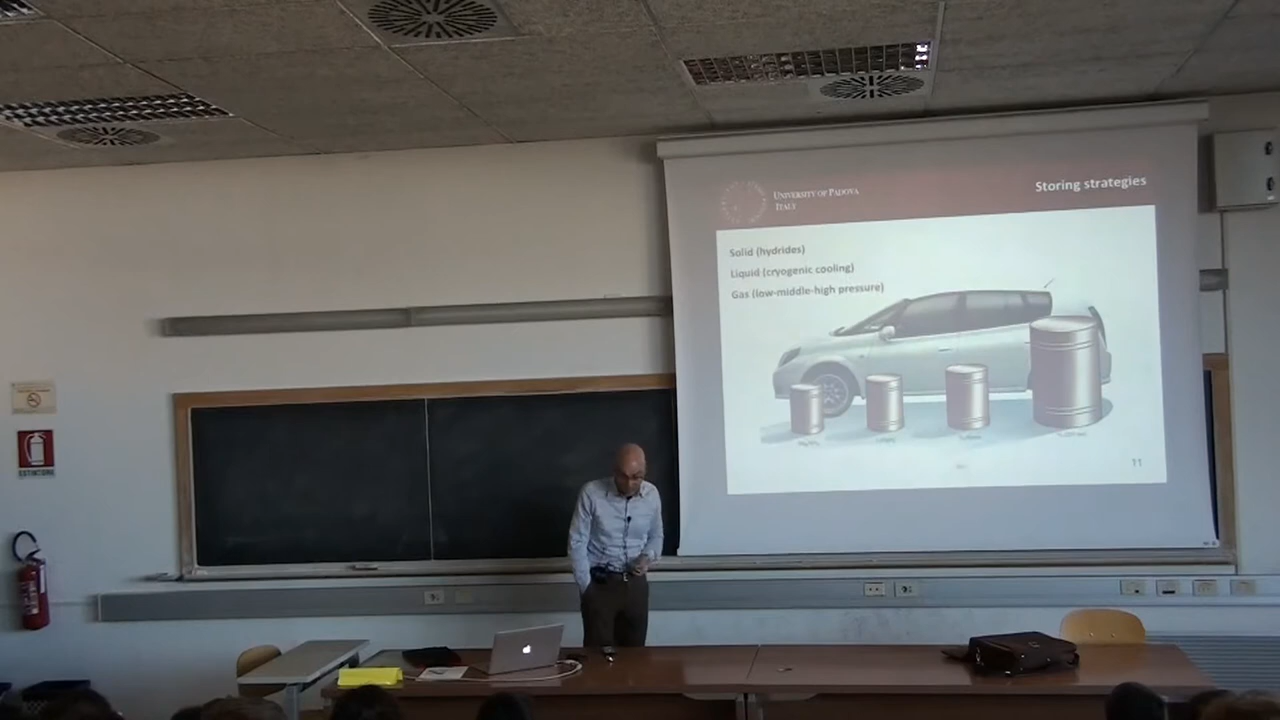 UNIVERSITY OF PADOVA
ITALY
Storing strategies
Solid (hydrides)
Liquid (cryogenic cooling)
Gas (low-middle-high pressure)
11
ESTINTORE